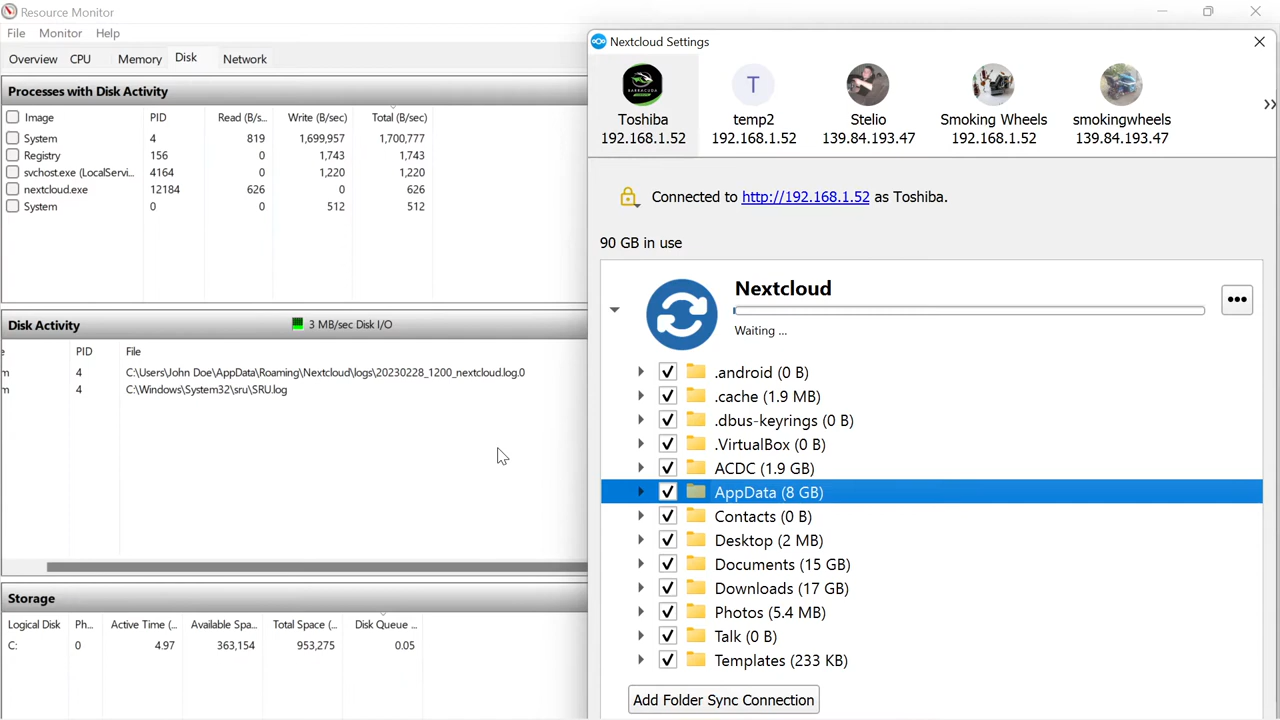 Resource Monitor
File Monitor Help
Overview CPU Memory Disk Network
Processes with Disk Activity
Image PID Read (B/s... Write (B/sec) Total (B/sec)
System 4 819 1,699,957 1,700,777
Registry 156 0 1,743 1,743
svchost.exe (LocalServi... 4164 0 1,220 1,220
nextcloud.exe 12184 626 0 626
System 0 0 512 512
Disk Activity 3 MB/sec Disk I/O
PID File
4 C:\Users\John Doe\AppData\Roaming\Nextcloud\logs\20230228_1200_nextcloud.log.0
4 C:\Windows\System32\sru\SRU.log
Storage
Logical Disk Ph... Active Time (... Available Spa... Total Space (... Disk Queue ...
C: 0 4.97 363,154 953,275 0.05
Nextcloud Settings
T
Toshiba temp2 Stelio Smoking Wheels smokingwheels
192.168.1.52 192.168.1.52 139.84.193.47 192.168.1.52 139.84.193.47
Connected to http://192.168.1.52 as Toshiba.
90 GB in use
Nextcloud
Waiting ...
.android (0 B)
.cache (1.9 MB)
.dbus-keyrings (0 B)
.VirtualBox (0 B)
ACDC (1.9 GB)
AppData (8 GB)
Contacts (0 B)
Desktop (2 MB)
Documents (15 GB)
Downloads (17 GB)
Photos (5.4 MB)
Talk (0 B)
Templates (233 KB)
Add Folder Sync Connection